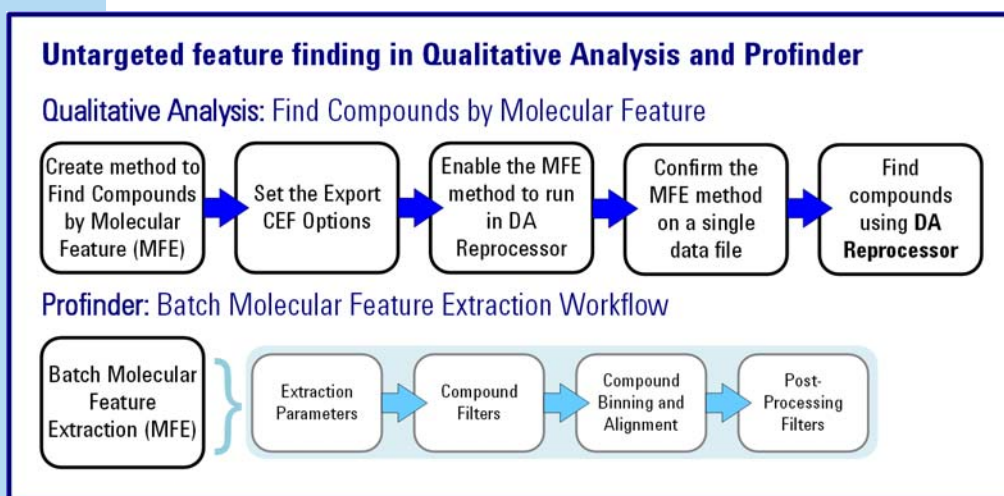 Untargeted feature finding in Qualitative Analysis and Profinder
Qualitative Analysis: Find Compounds by Molecular Feature
Create method to
Find Compounds
by Molecular
Feature (MFE)
Set the Export
CEF Options
Enable the MFE
method to run
in DA
Reprocessor
Confirm the
MFE method
on a single
data file
Find
compounds
using DA
Reprocessor
Profinder: Batch Molecular Feature Extraction Workflow
Batch Molecular
Feature
Extraction (MFE)
Extraction
Parameters
Compound
Filters
Compound
Binning and
Alignment
Post-
Processing
Filters